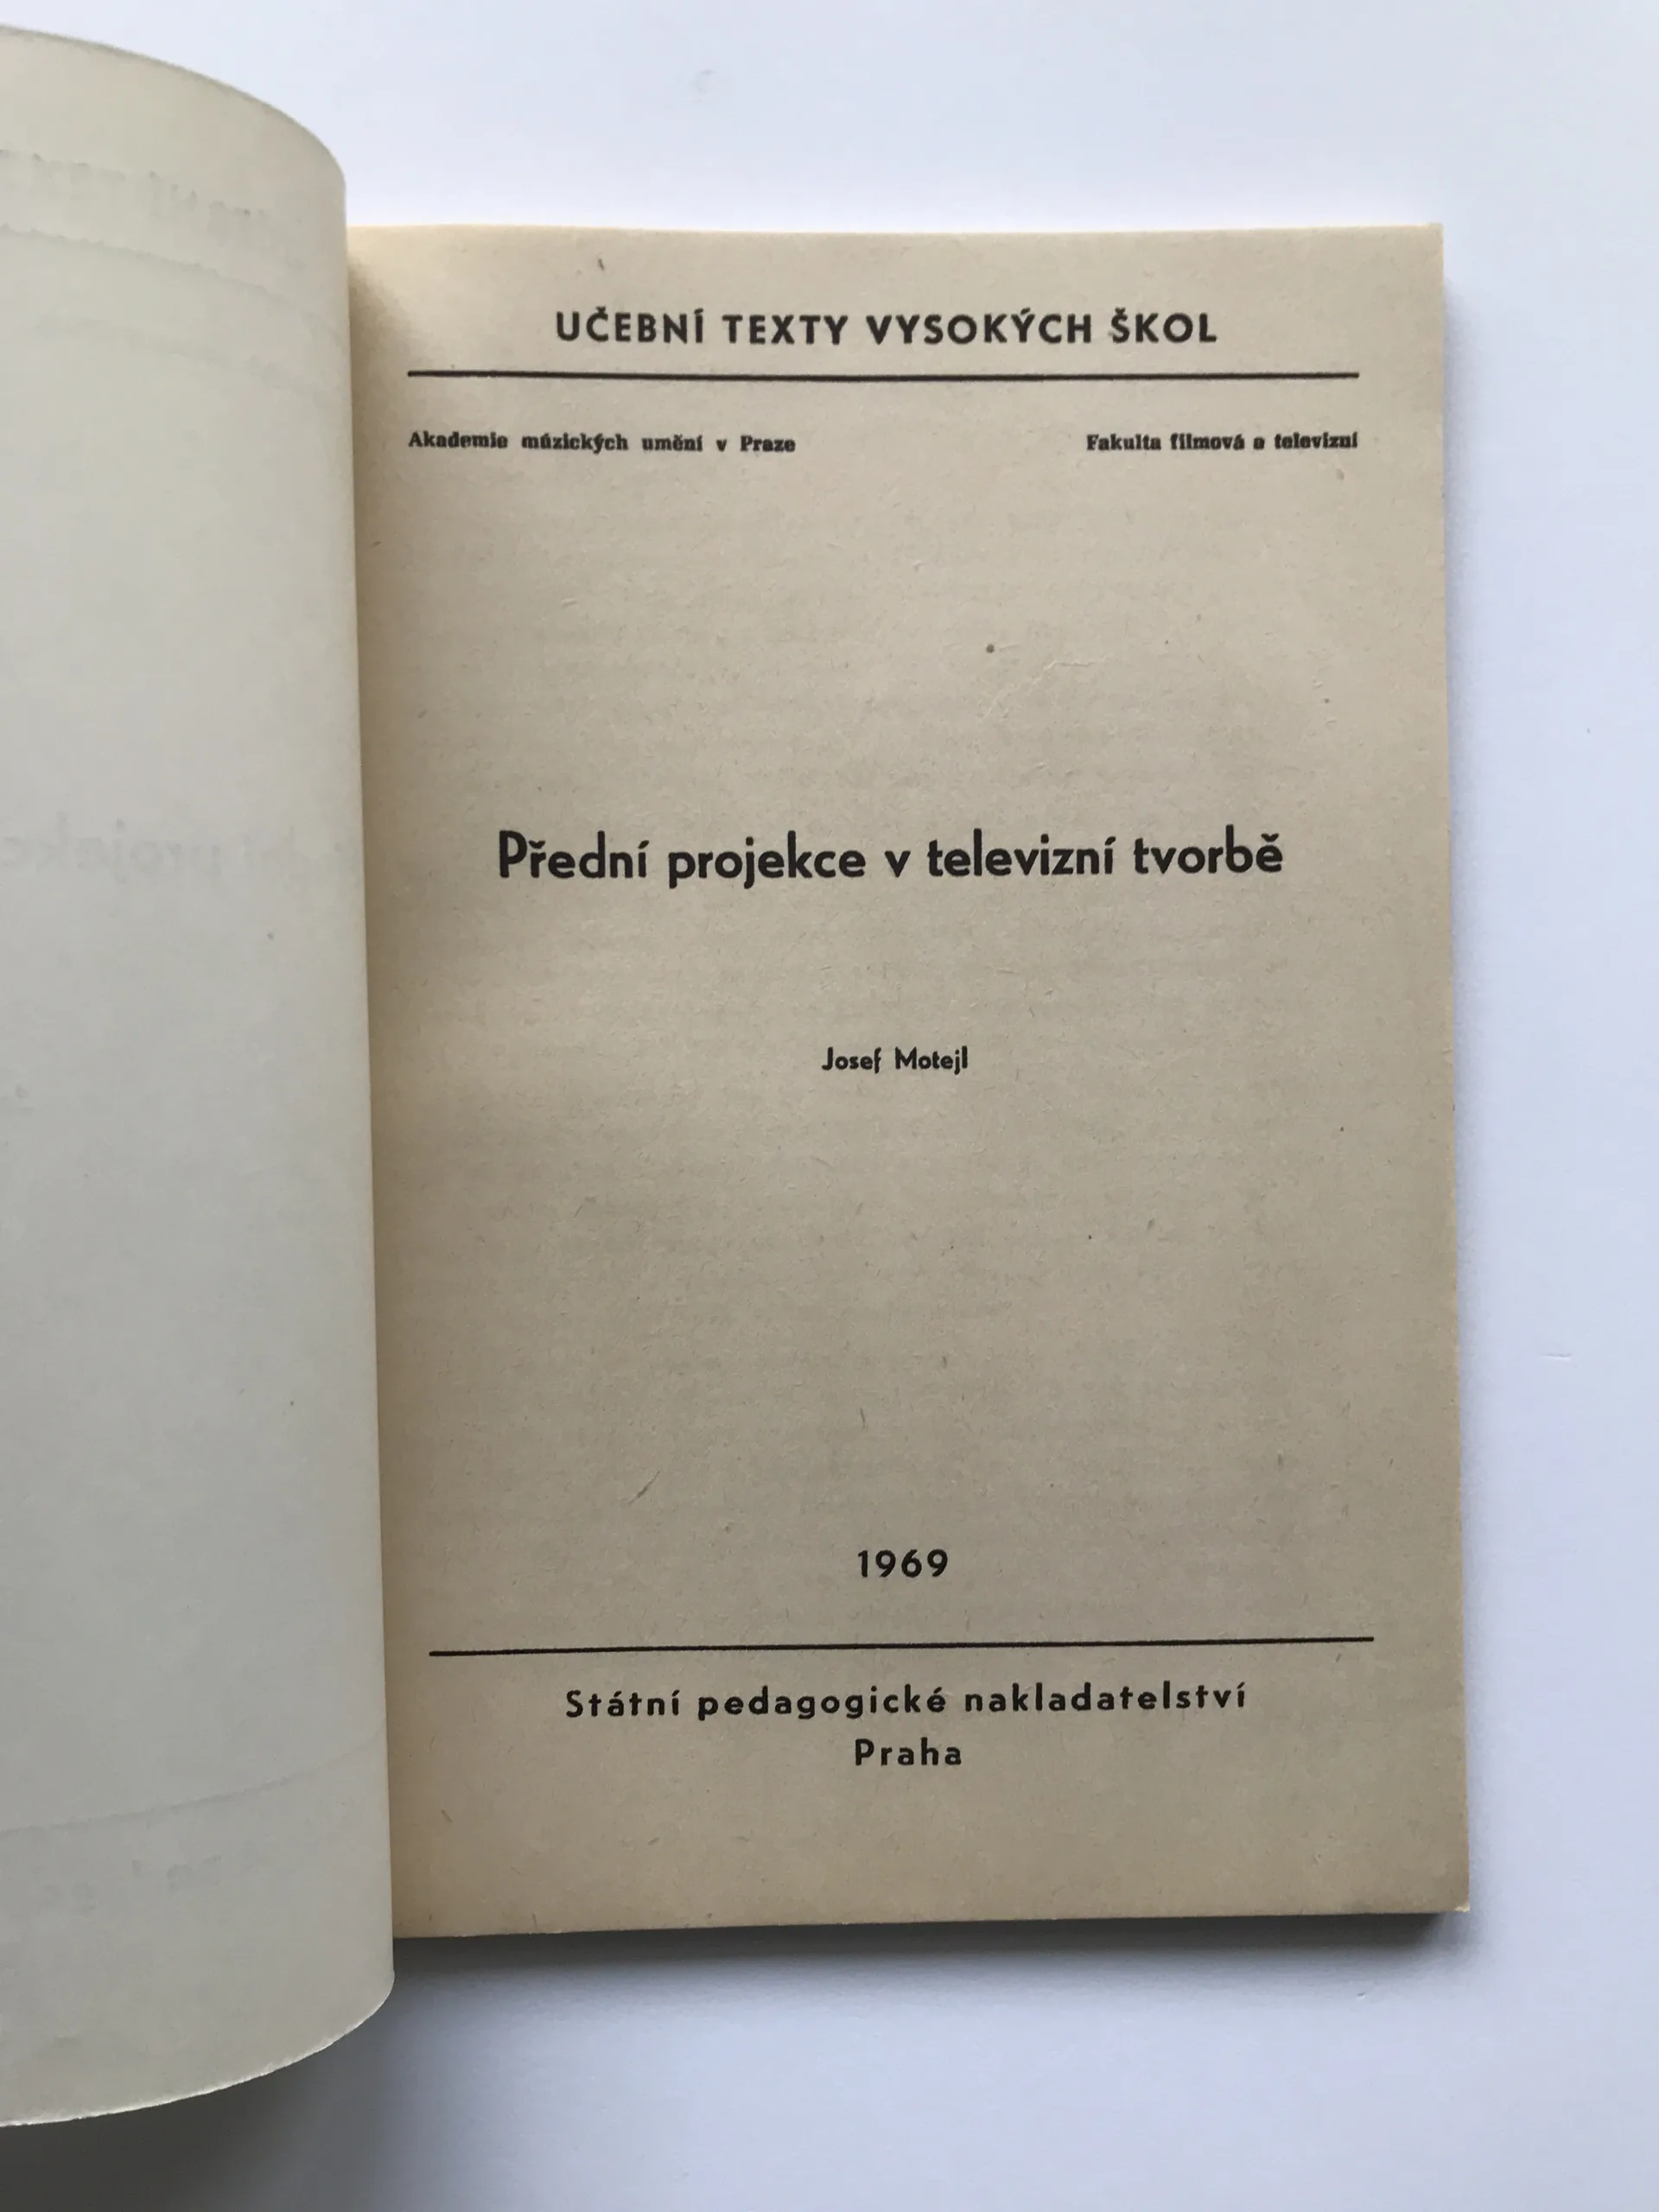 UČEBNÍ TEXTY VYSOKÝCH ŠKOL
Akademie múzických umění v Praze
Fakulta filmová a televizní
Přední projekce v televizní tvorbě
Josef Motejl
1969
Státní pedagogické nakladatelství
Praha